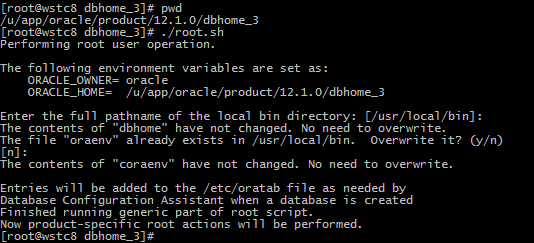 [root@wstc8 dbhome_3]# pwd
/u/app/oracle/product/12.1.0/dbhome_3
[root@wstc8 dbhome_3]# ./root.sh
Performing root user operation.
The following environment variables are set as:
ORACLE_OWNER= oracle
ORACLE_HOME=  /u/app/oracle/product/12.1.0/dbhome_3
Enter the full pathname of the local bin directory: [/usr/local/bin]:
The contents of "dbhome" have not changed. No need to overwrite.
The file "oraenv" already exists in /usr/local/bin.  Overwrite it? (y/n)
[n]:
The contents of "coraenv" have not changed. No need to overwrite.
Entries will be added to the /etc/oratab file as needed by
Database Configuration Assistant when a database is created
Finished running generic part of root script.
Now product-specific root actions will be performed.
[root@wstc8 dbhome_3]#